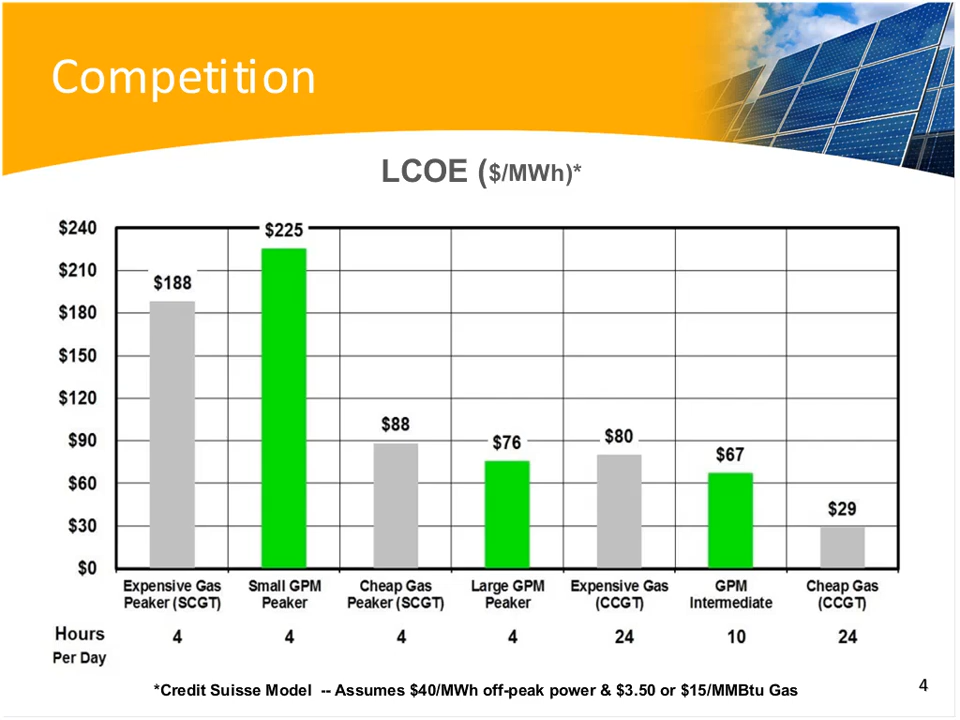 Competition
LCOE ($/MWh)*
$240
$210
$180
$150
$120
$90
$60
$30
$0
$188
$225
$88
$76
$80
$67
$29
Expensive Gas Peaker (SCGT)
Small GPM Peaker
Cheap Gas Peaker (SCGT)
Large GPM Peaker
Expensive Gas (CCGT)
GPM Intermediate
Cheap Gas (CCGT)
Hours
Per Day
4 4 4 4 24 10 24
*Credit Suisse Model -- Assumes $40/MWh off-peak power & $3.50 or $15/MMBtu Gas
4